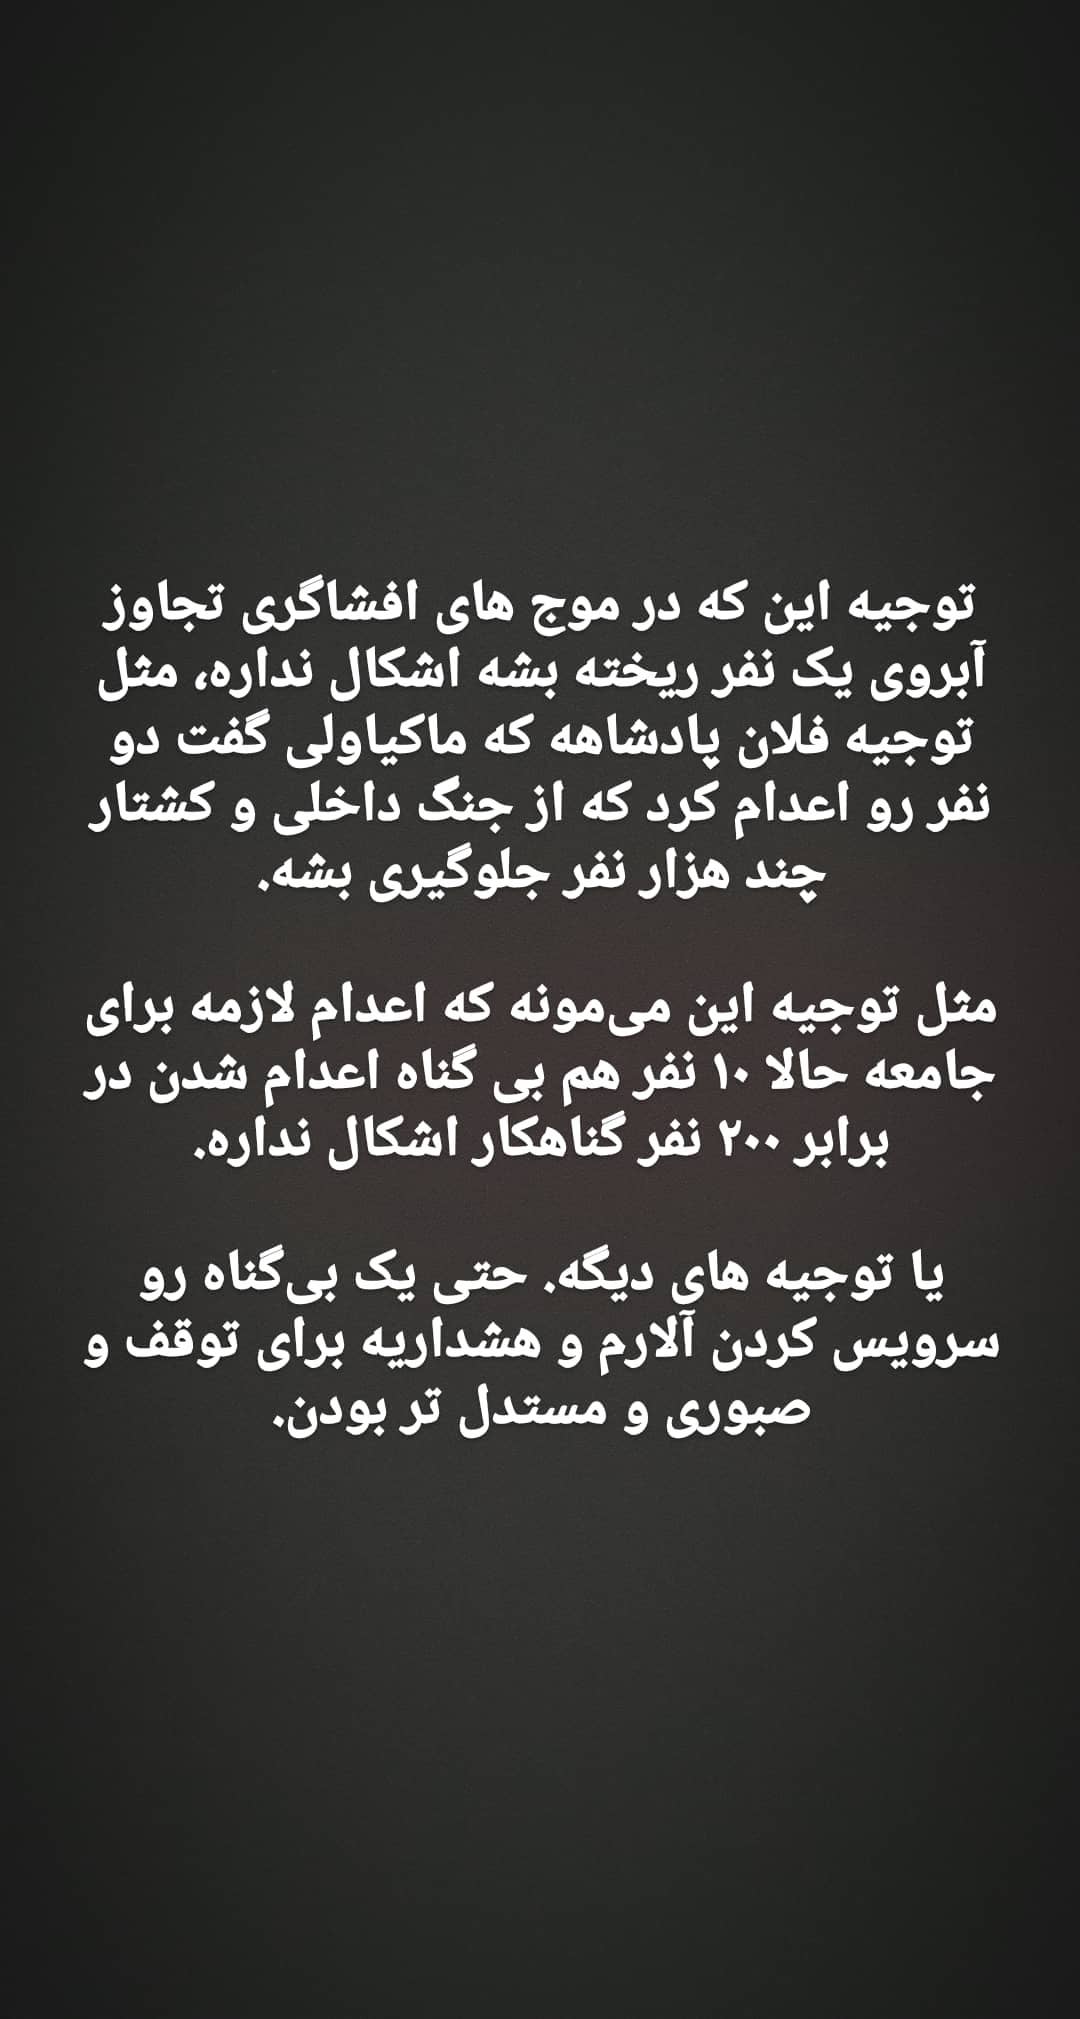 توجیه این که در موج های افشاگری تجاوز
آبروی یک نفر ریخته بشه اشکال نداره، مثل
توجیه فلان پادشاهه که ماکیاولی گفت دو
نفر رو اعدام کرد که از جنگ داخلی و کشتار
چند هزار نفر جلوگیری بشه.
مثل توجیه این می‌مونه که اعدام لازمه برای
جامعه حالا ۱۰ نفر هم بی گناه اعدام شدن در
برابر ۲۰۰ نفر گناهکار اشکال نداره.
یا توجیه های دیگه. حتی یک بی‌گناه رو
سرویس کردن آلارم و هشداریه برای توقف و
صبوری و مستدل تر بودن.